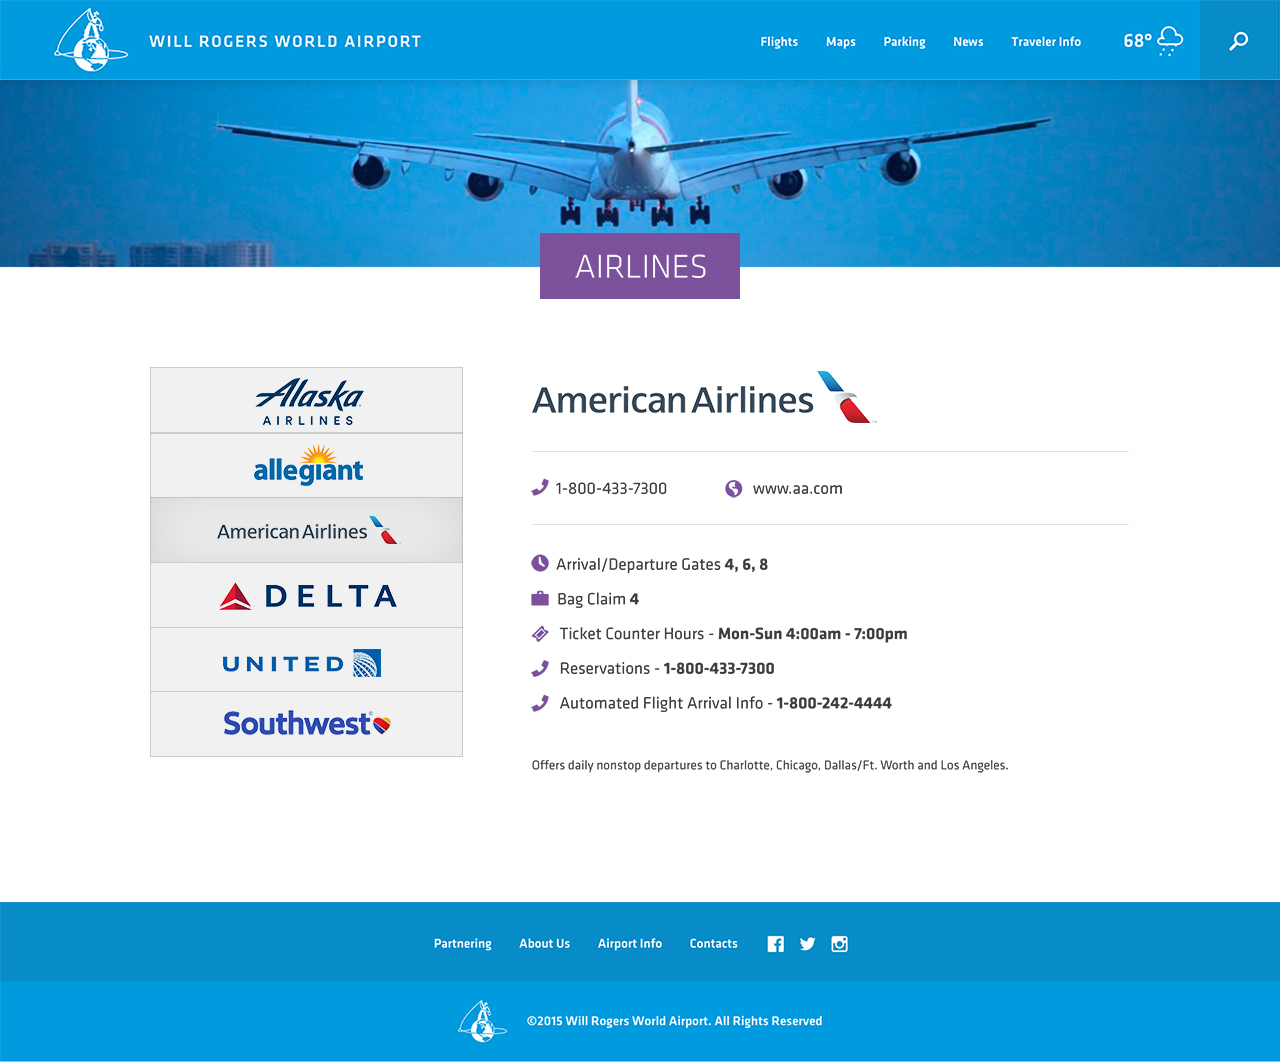 WILL ROGERS WORLD AIRPORT
Flights Maps Parking News Traveler Info 68°
AIRLINES
Alaska
AIRLINES
allegiant
American Airlines
DELTA
UNITED
Southwest®
American Airlines
1-800-433-7300 www.aa.com
Arrival/Departure Gates 4, 6, 8
Bag Claim 4
Ticket Counter Hours - Mon-Sun 4:00am - 7:00pm
Reservations - 1-800-433-7300
Automated Flight Arrival Info - 1-800-242-4444
Offers daily nonstop departures to Charlotte, Chicago, Dallas/Ft. Worth and Los Angeles.
Partnering About Us Airport Info Contacts
©2015 Will Rogers World Airport. All Rights Reserved